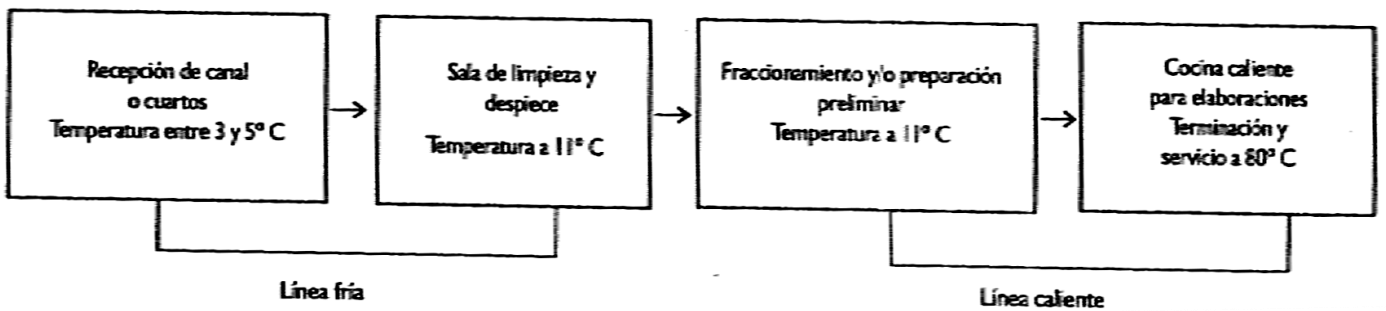 Recepción de canal
o cuartos
Temperatura entre 3 y 5º C
Sala de limpieza y
despiece
Temperatura a 11º C
Fraccionamiento y/o preparación
preliminar
Temperatura a 11º C
Cocina caliente
para elaboraciones
Terminación y
servicio a 80º C
Línea fría
Línea caliente